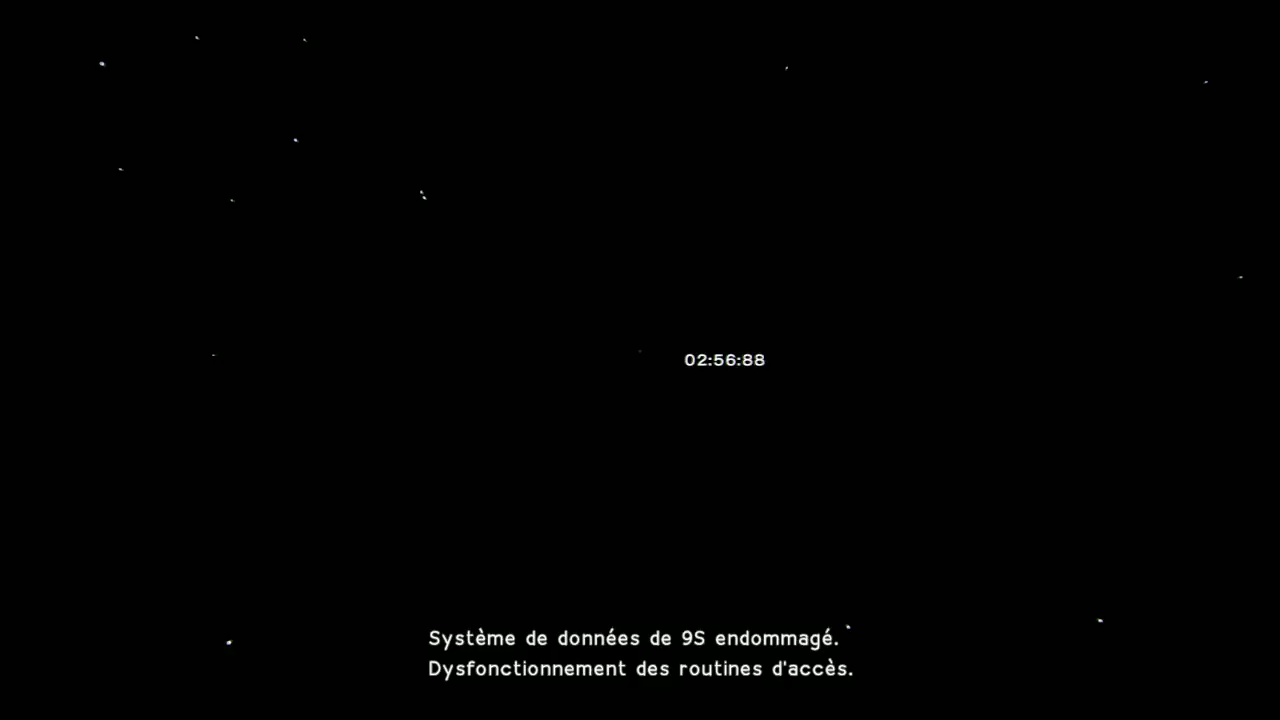 02:56:88
Système de données de 9S endommagé.
Dysfonctionnement des routines d'accès.